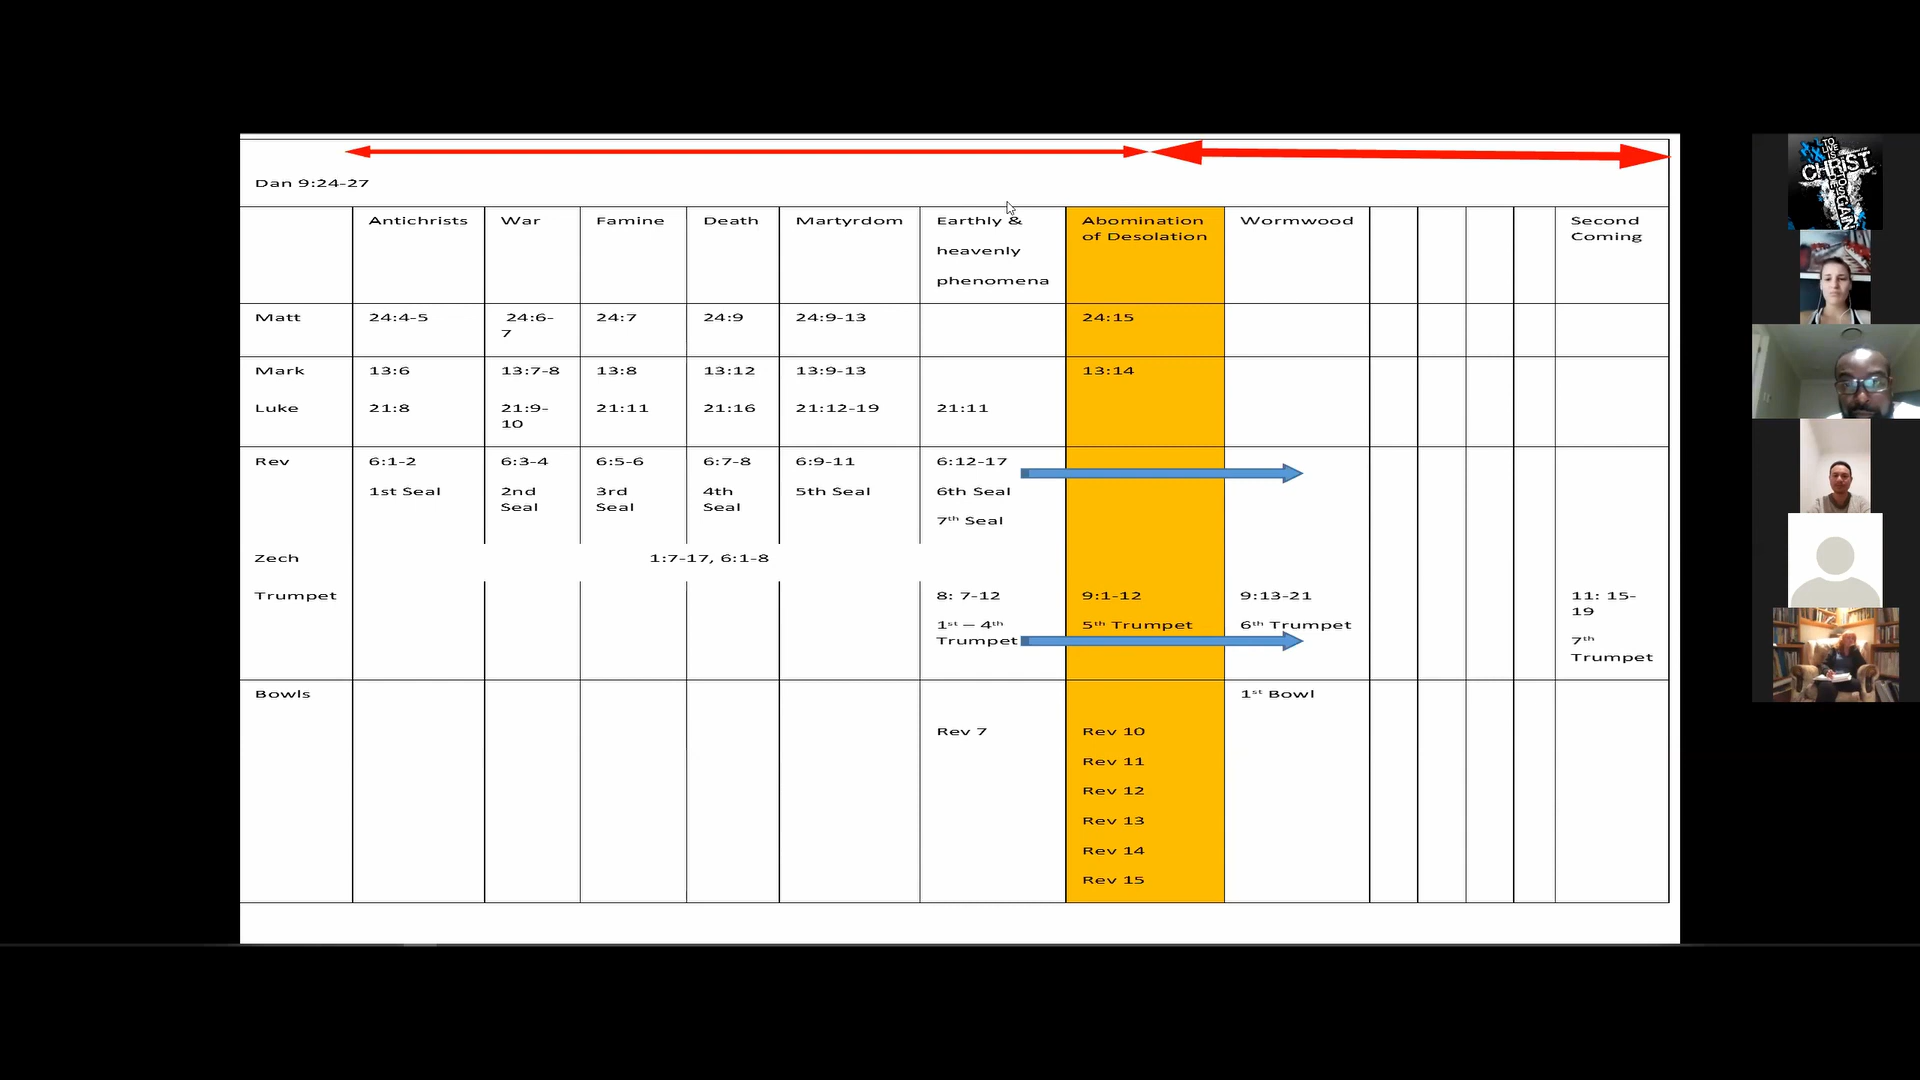 Dan 9:24-27
Antichrists War Famine Death Martyrdom Earthly & Abomination Wormwood Second
of Desolation Coming
heavenly
phenomena
Matt 24:4-5 24:6- 24:7 24:9 24:9-13 24:15
7
Mark 13:6 13:7-8 13:8 13:12 13:9-13 13:14
Luke 21:8 21:9- 21:11 21:16 21:12-19 21:11
10
Rev 6:1-2 6:3-4 6:5-6 6:7-8 6:9-11 6:12-17
1st Seal 2nd 3rd 4th 5th Seal 6th Seal
Seal Seal Seal
7th Seal
Zech 1:7-17, 6:1-8
Trumpet 8: 7-12 9:1-12 9:13-21 11: 15-
19
1st – 4th 5th Trumpet 6th Trumpet
Trumpet 7th
Trumpet
Bowls 1st Bowl
Rev 7 Rev 10
Rev 11
Rev 12
Rev 13
Rev 14
Rev 15
TO
LIVE
IS
CHRIST
TO
IS
GAIN